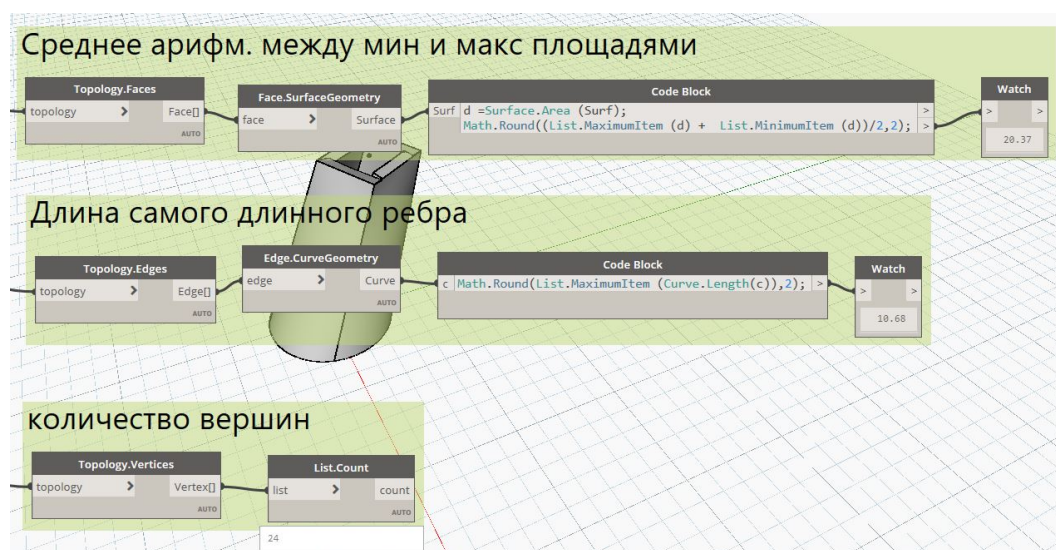 Среднее арифм. между мин и макс площадями
Topology.Faces
topology > Face[]
AUTO
Face.SurfaceGeometry
face > Surface
AUTO
Code Block
Surf d =Surface.Area (Surf); >
Math.Round((List.MaximumItem (d) + List.MinimumItem (d))/2,2); >
Watch
> >
20.37
Длина самого длинного ребра
Topology.Edges
topology > Edge[]
AUTO
Edge.CurveGeometry
edge > Curve
AUTO
Code Block
c Math.Round(List.MaximumItem (Curve.Length(c)),2); >
Watch
> >
10.68
количество вершин
Topology.Vertices
topology > Vertex[]
AUTO
List.Count
list > count
AUTO
24